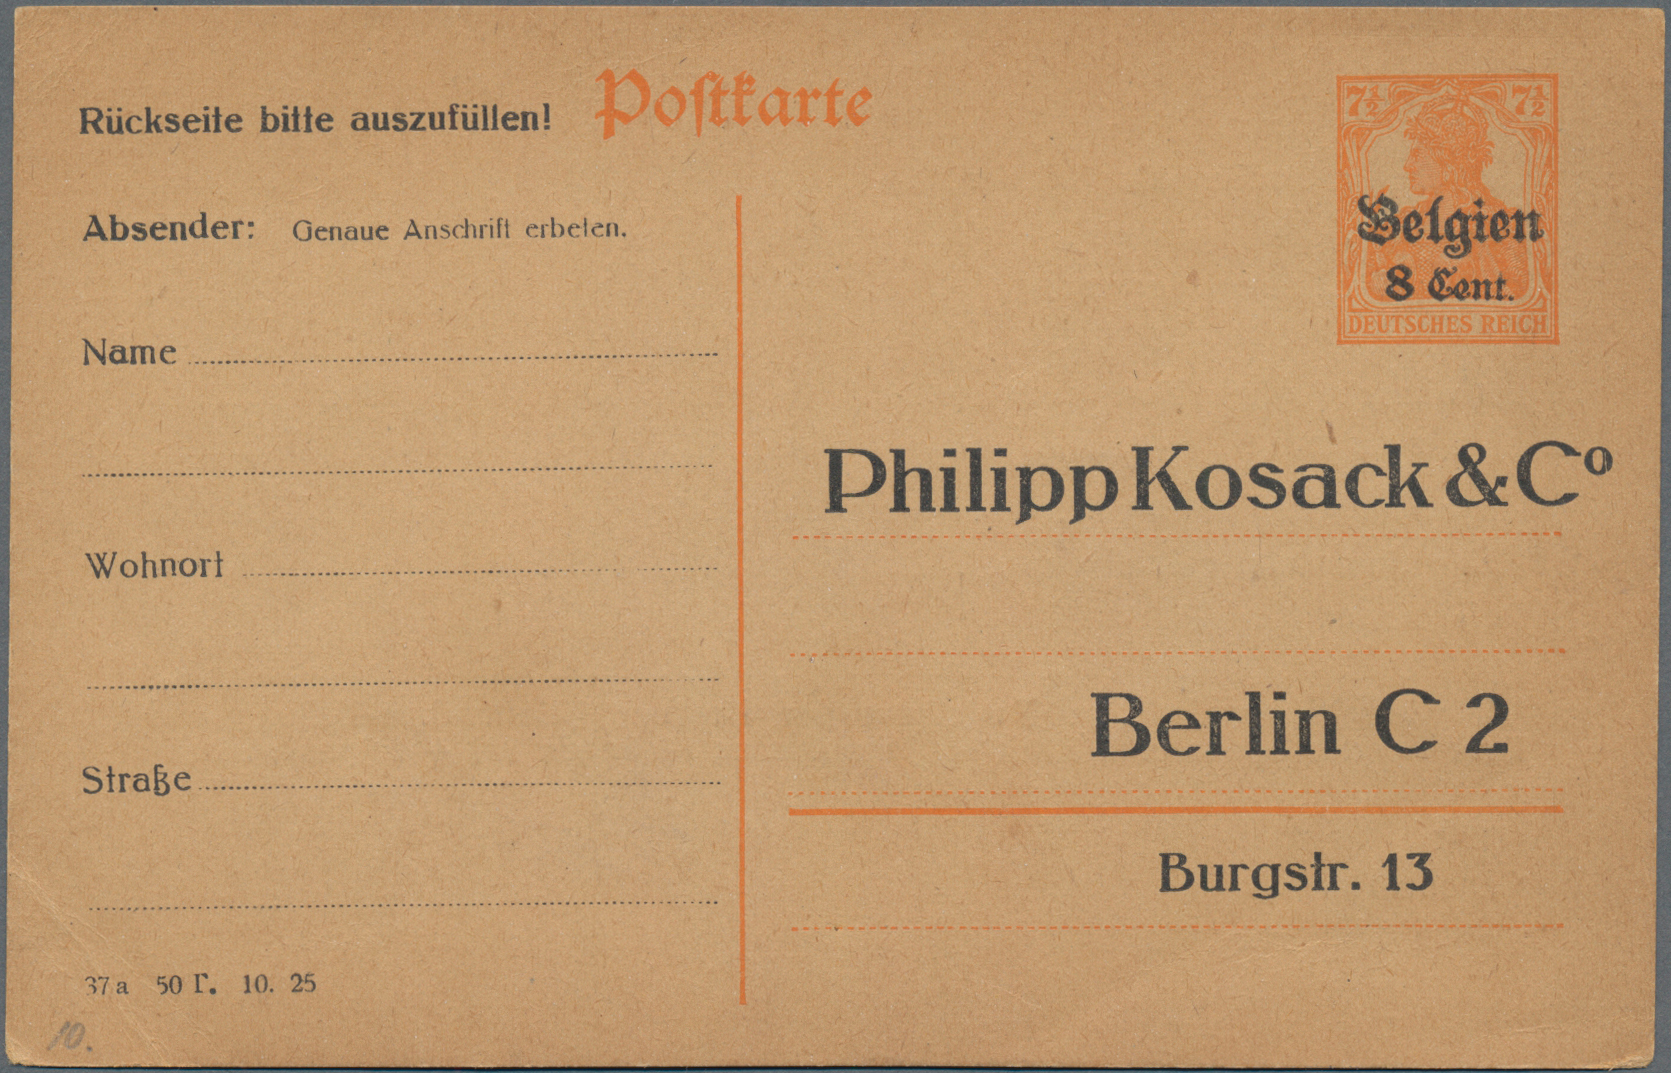 Rückseite bitte auszufüllen!
Postkarte
7½ 7½
Belgien
8 Cent.
DEUTSCHES REICH
Absender: Genaue Anschrift erbeten.
Name
Wohnort
Straße
37a 50 T. 10. 25
10.
Philipp Kosack & Cº
Berlin C 2
Burgstr. 13